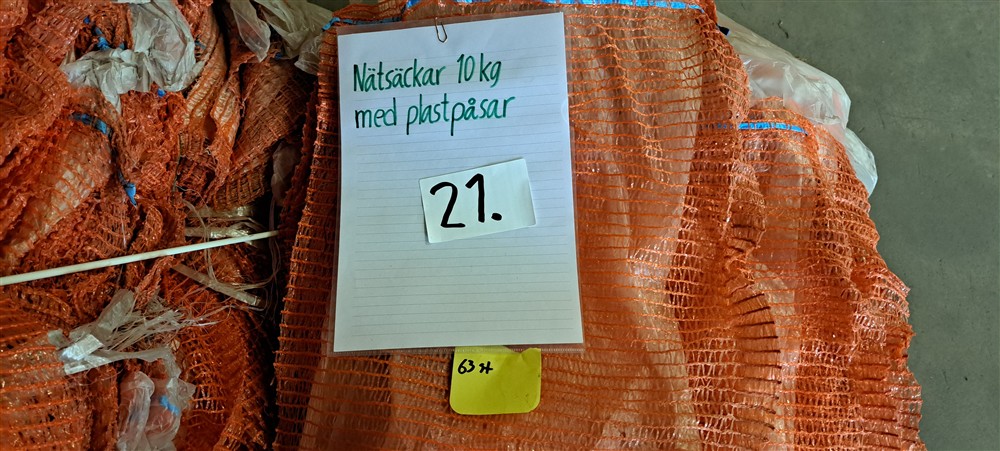 Nätsäckar 10 kg
med plastpåsar
21.
63 st